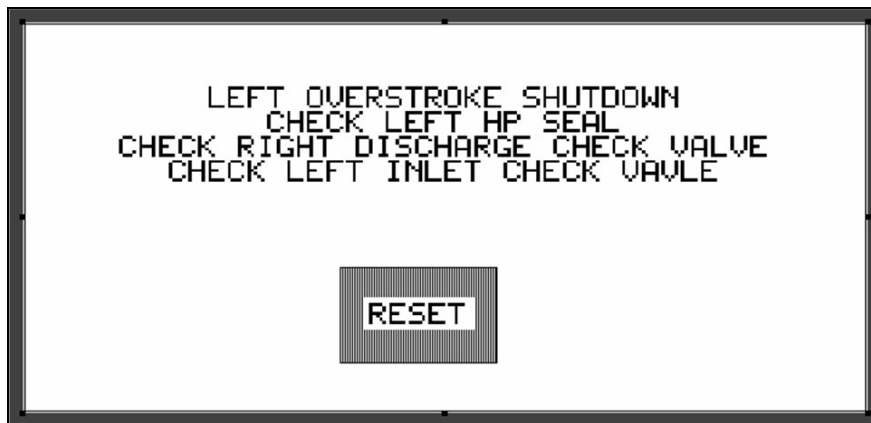 LEFT OVERSTROKE SHUTDOWN
CHECK LEFT HP SEAL
CHECK RIGHT DISCHARGE CHECK VALVE
CHECK LEFT INLET CHECK VAVLE
RESET